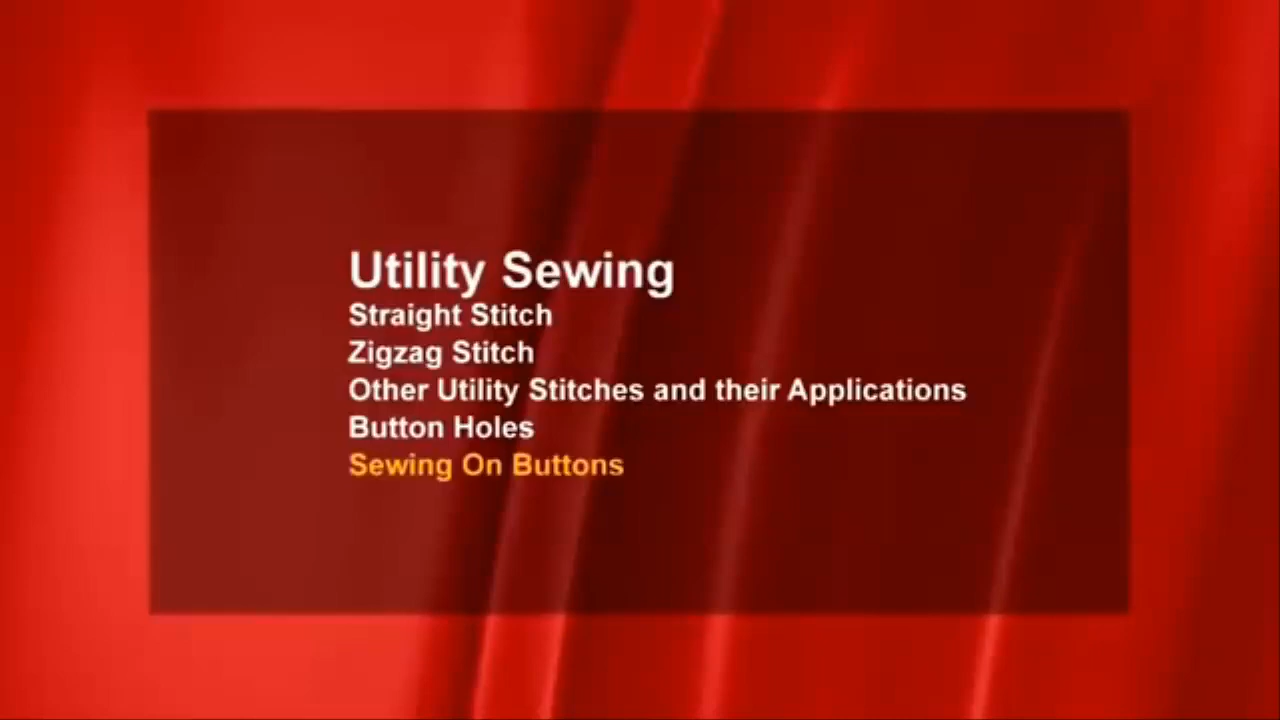 Utility Sewing
Straight Stitch
Zigzag Stitch
Other Utility Stitches and their Applications
Button Holes
Sewing On Buttons